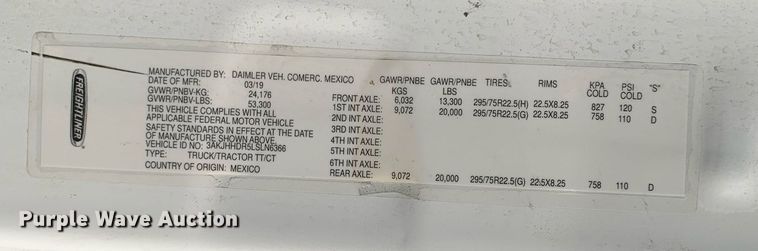 FREIGHTLINER
MANUFACTURED BY: DAIMLER VEH. COMERC. MEXICO
DATE OF MFR: 03/19
GVWR/PNBV-KG: 24,176
GVWR/PNBV-LBS: 53,300
THIS VEHICLE COMPLIES WITH ALL
APPLICABLE FEDERAL MOTOR VEHICLE
SAFETY STANDARDS IN EFFECT AT THE DATE
OF MANUFACTURE SHOWN ABOVE.
VEHICLE ID NO: 3AKJHHDR5LSLN6366
TYPE: TRUCK/TRACTOR TT/CT
COUNTRY OF ORIGIN: MEXICO
GAWR/PNBE KGS GAWR/PNBE LBS TIRES RIMS KPA COLD PSI COLD "S"
FRONT AXLE: 6,032 13,300 295/75R22.5(H) 22.5X8.25 827 120 S
1ST INT AXLE: 9,072 20,000 295/75R22.5(G) 22.5X8.25 758 110 D
2ND INT AXLE:
3RD INT AXLE:
4TH INT AXLE:
5TH INT AXLE:
6TH INT AXLE:
REAR AXLE: 9,072 20,000 295/75R22.5(G) 22.5X8.25 758 110 D
Purple Wave Auction